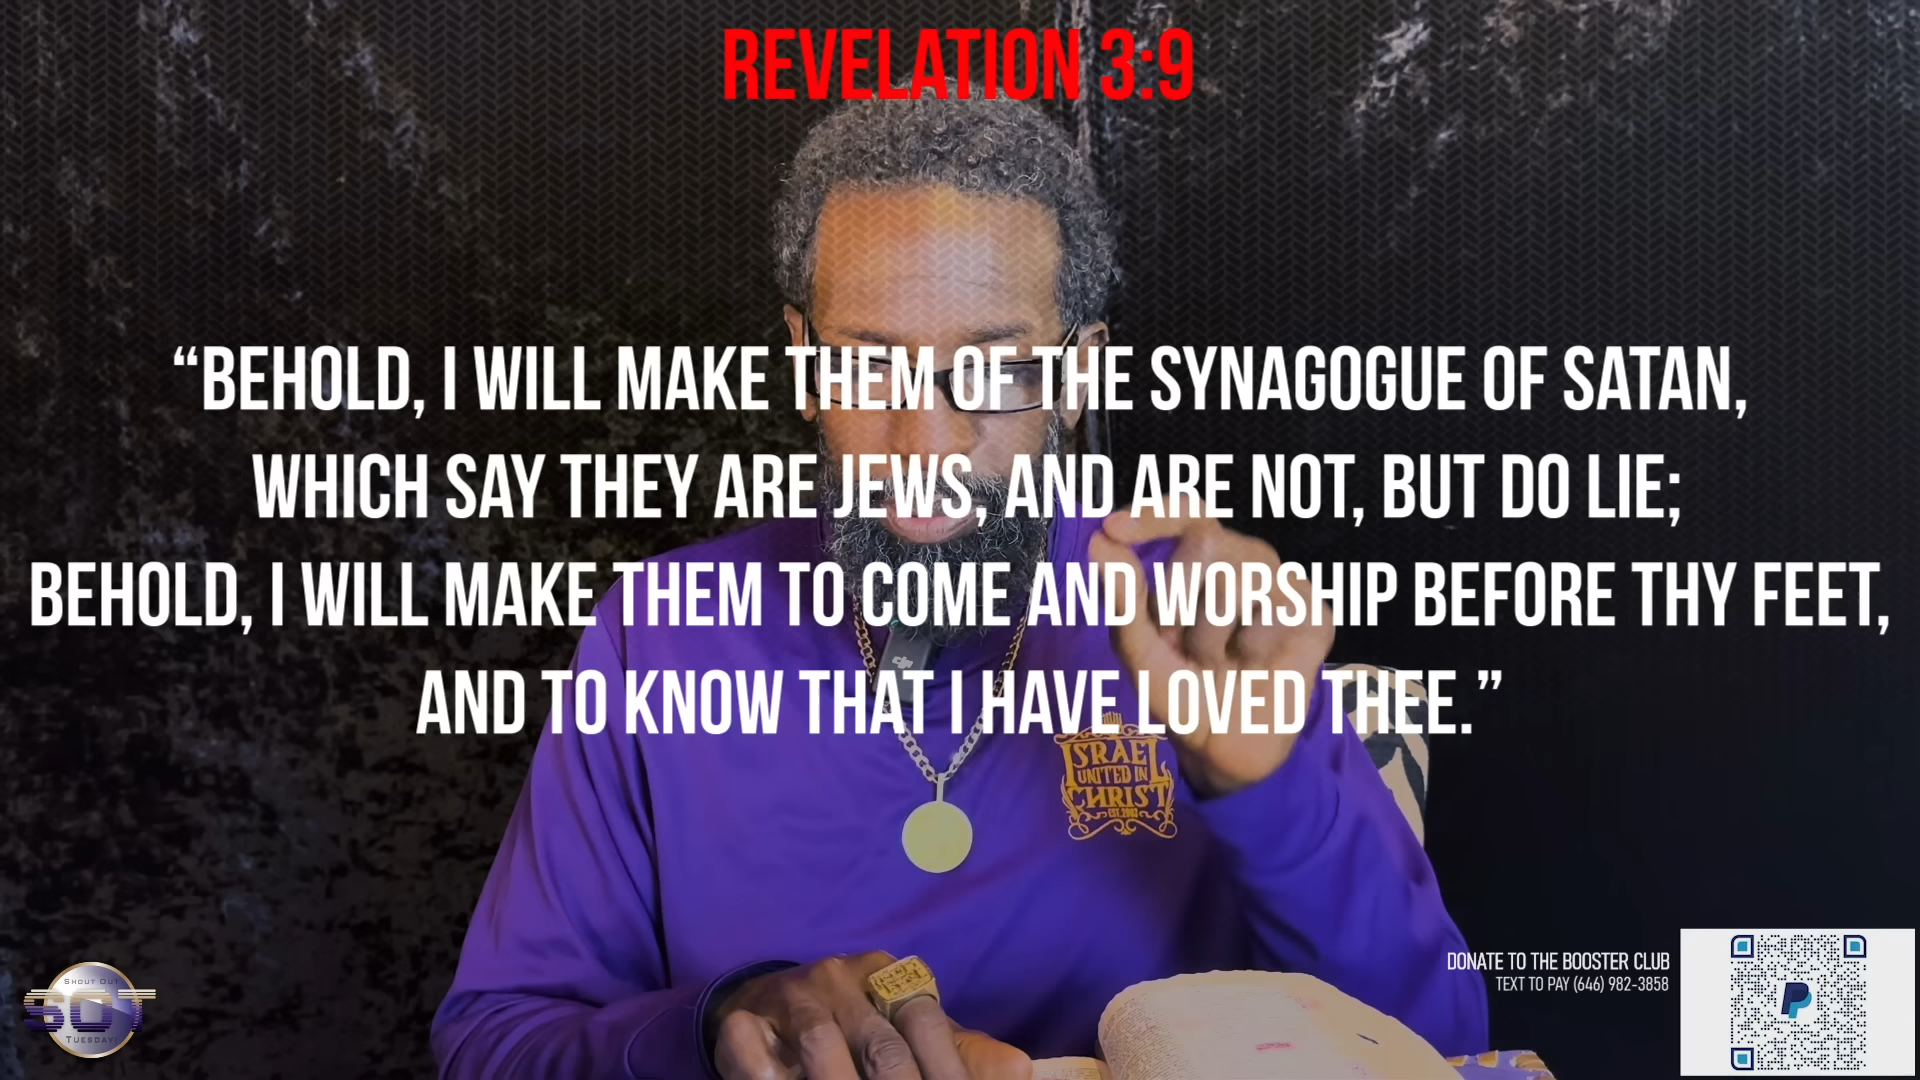 REVELATION 3:9
“BEHOLD, I WILL MAKE THEM OF THE SYNAGOGUE OF SATAN,
WHICH SAY THEY ARE JEWS, AND ARE NOT, BUT DO LIE;
BEHOLD, I WILL MAKE THEM TO COME AND WORSHIP BEFORE THY FEET,
AND TO KNOW THAT I HAVE LOVED THEE.”
ISRAEL
UNITED IN
CHRIST
EST.2003
DONATE TO THE BOOSTER CLUB
TEXT TO PAY (646) 982-3858
SHOUT OUT
SOT
TUESDAY!